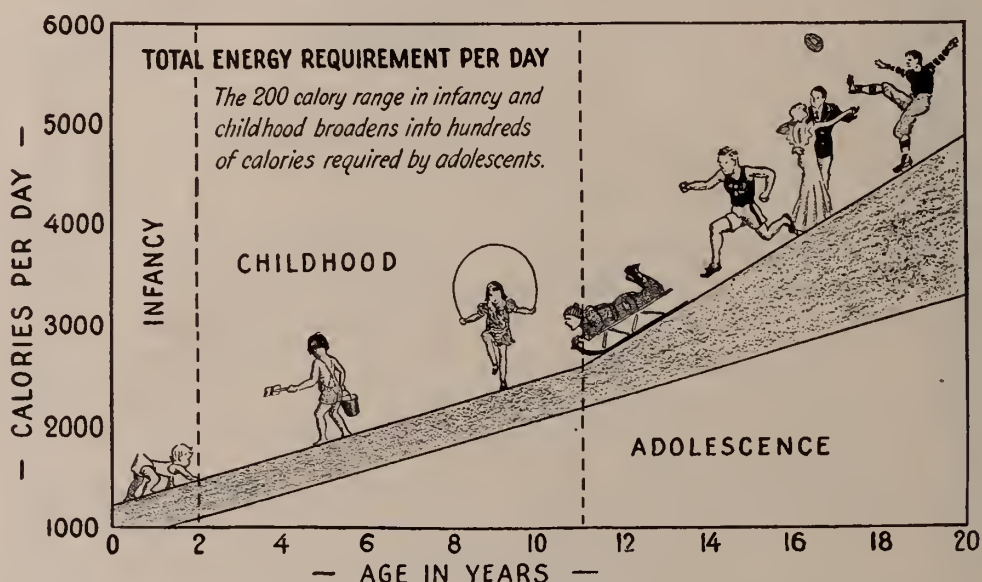 6000
5000
4000
3000
2000
1000
— CALORIES PER DAY —
TOTAL ENERGY REQUIREMENT PER DAY
The 200 calory range in infancy and
childhood broadens into hundreds
of calories required by adolescents.
INFANCY
CHILDHOOD
ADOLESCENCE
0 2 4 6 8 10 12 14 16 18 20
— AGE IN YEARS —